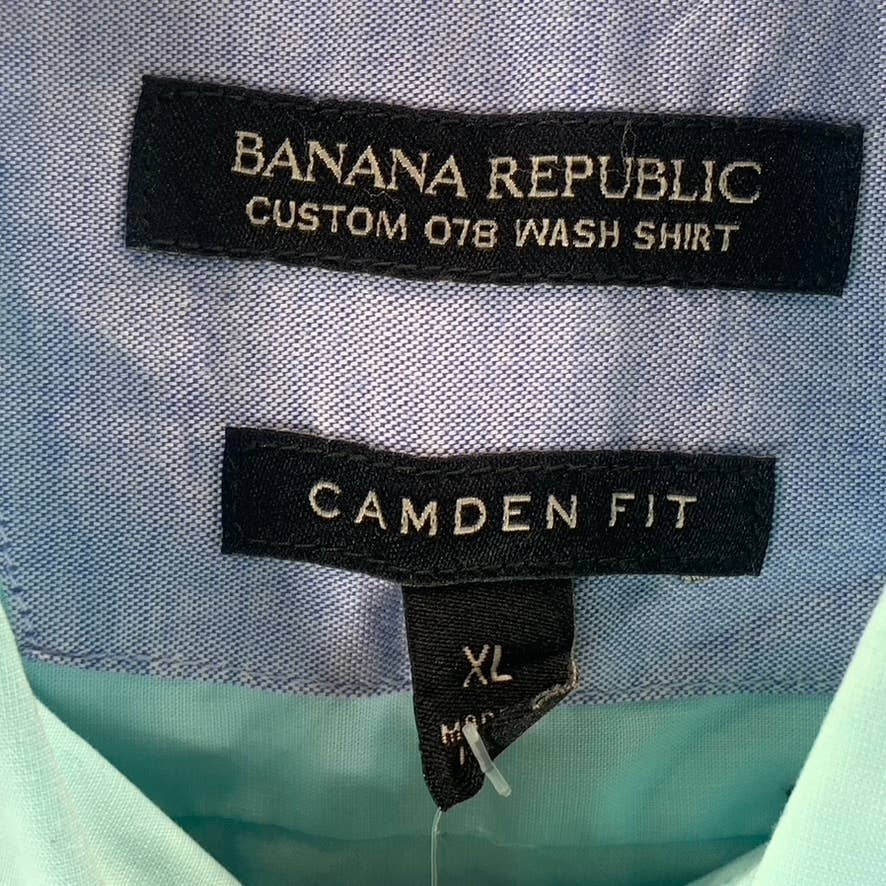 BANANA REPUBLIC
CUSTOM 078 WASH SHIRT
CAMDEN FIT
XL